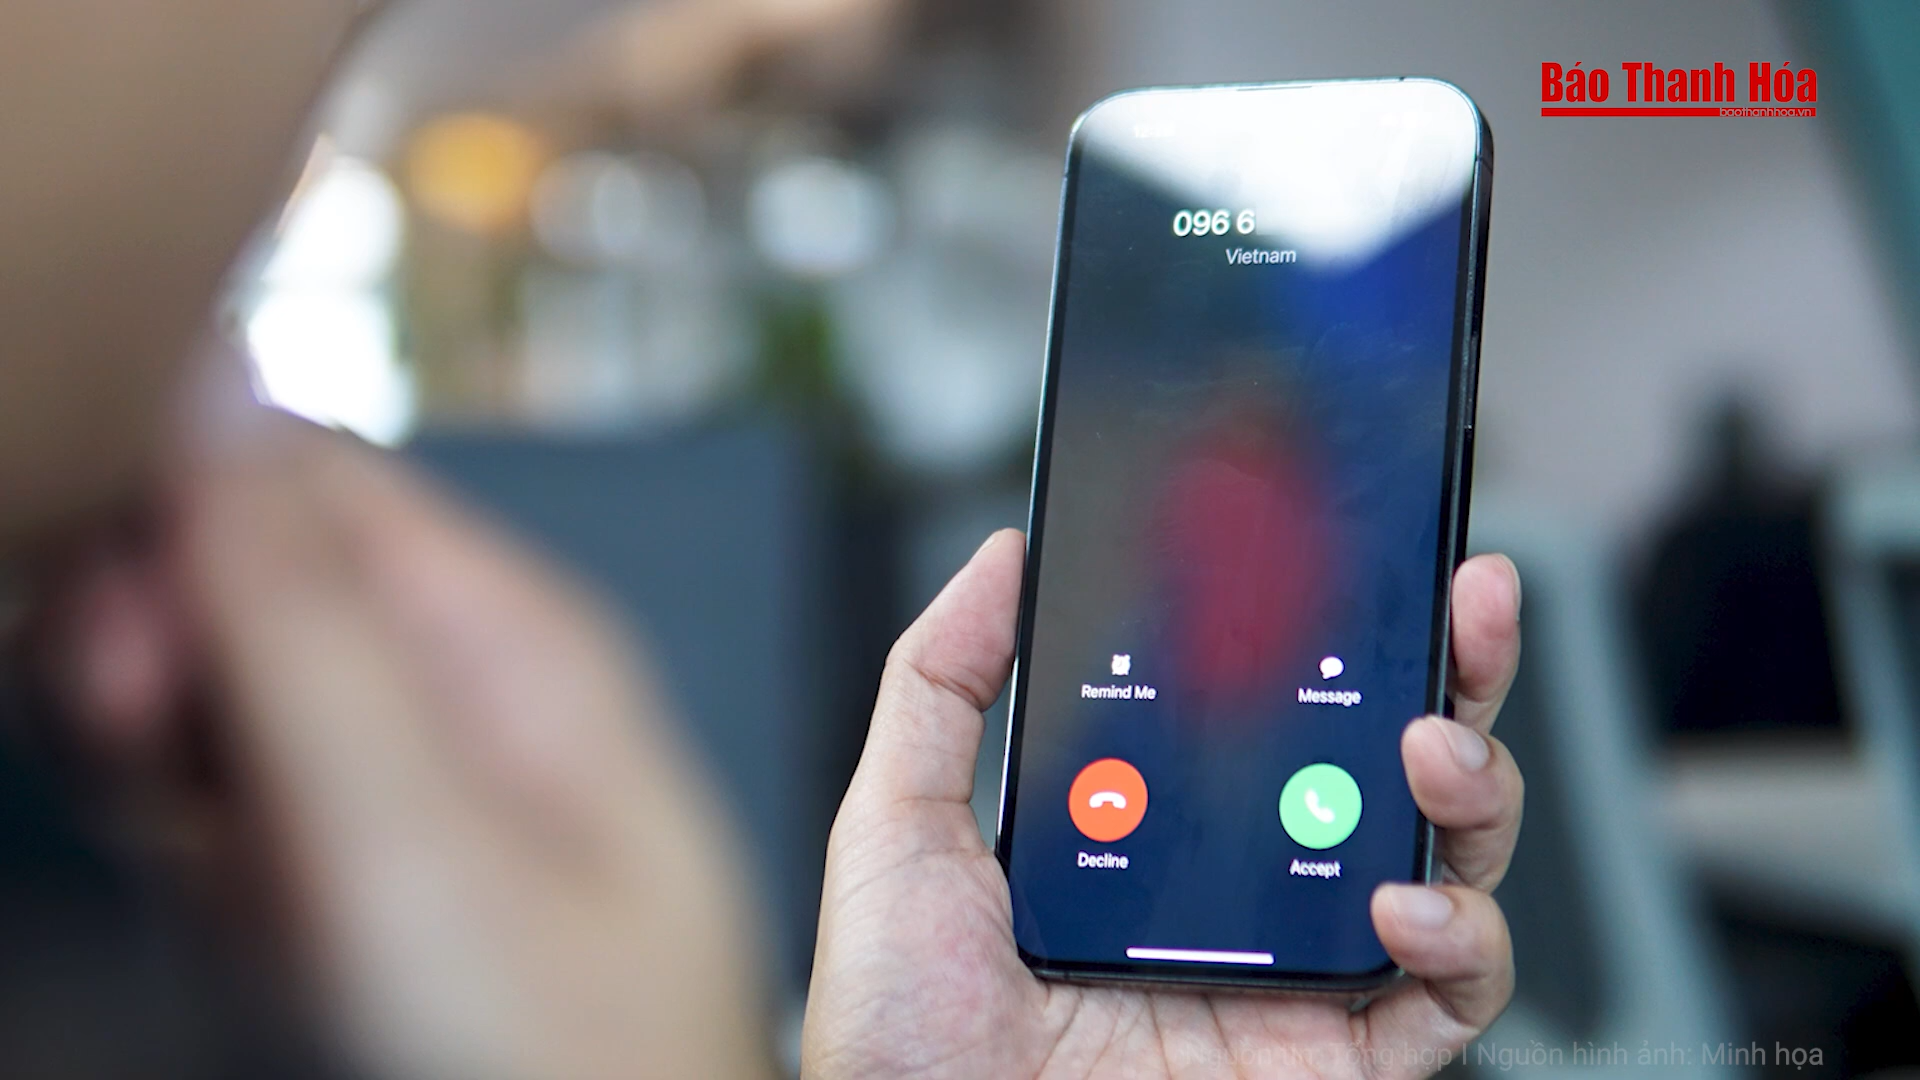 Báo Thanh Hóa
baothanhhoa.vn
096 6
Vietnam
Remind Me
Message
Decline
Accept
Nguồn tin: Tổng hợp I Nguồn hình ảnh: Minh họa